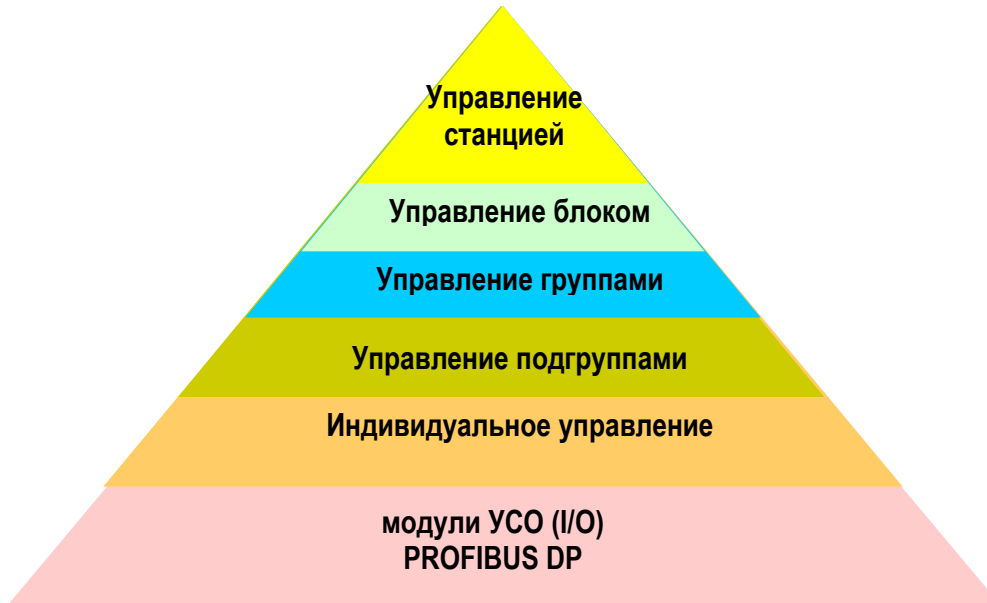 Управление
станцией
Управление блоком
Управление группами
Управление подгруппами
Индивидуальное управление
модули УСО (I/O)
PROFIBUS DP